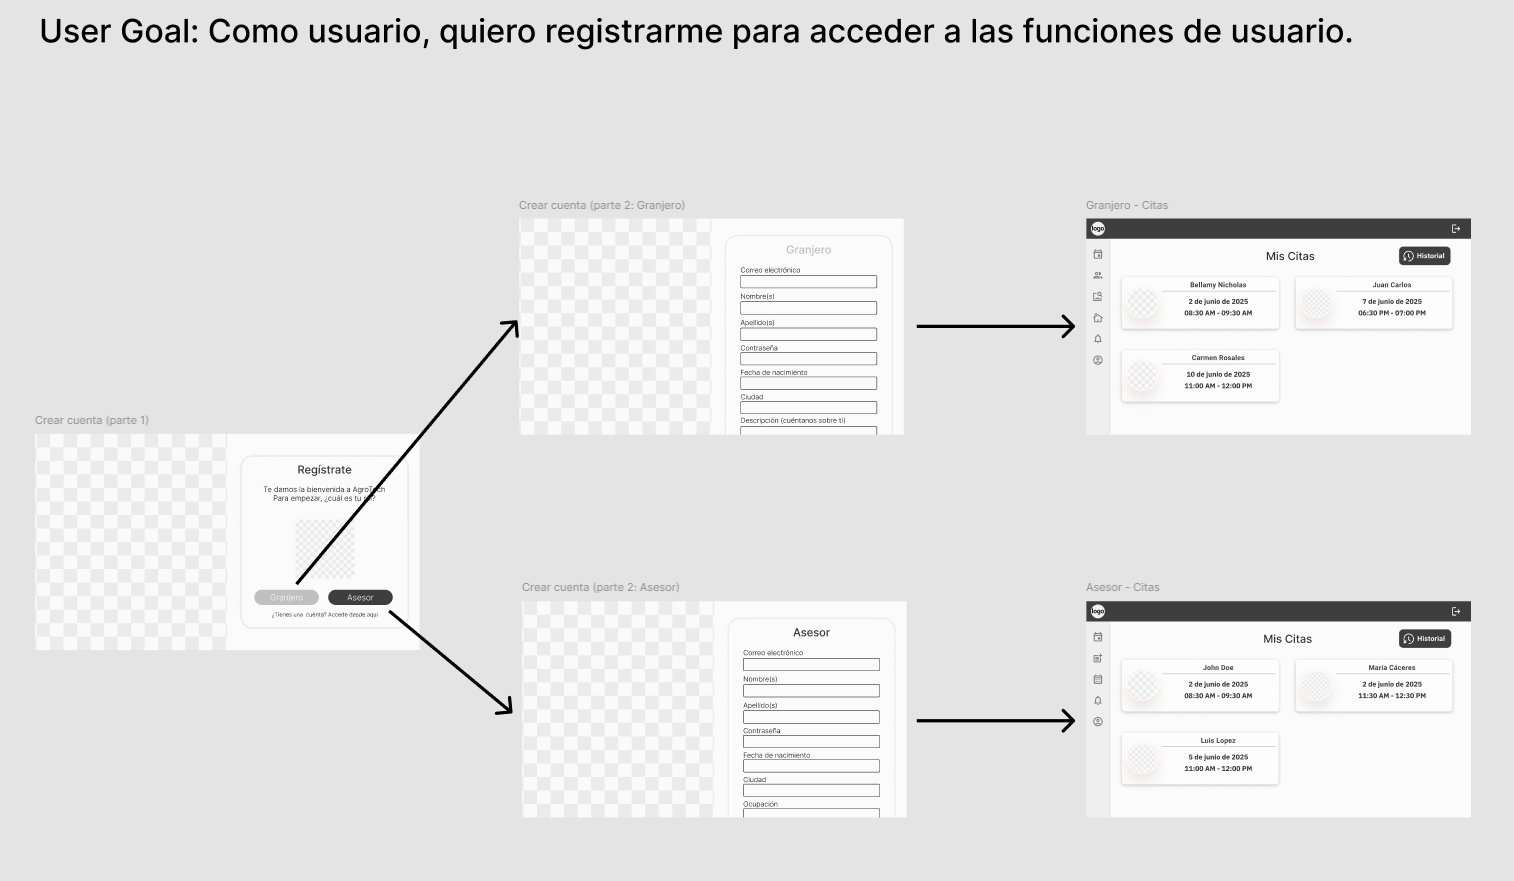 User Goal: Como usuario, quiero registrarme para acceder a las funciones de usuario.
Crear cuenta (parte 1)
Regístrate
Te damos la bienvenida a AgroTech
Para empezar, ¿cuál es tu
Granjero
Asesor
¿Tienes una cuenta? Accede desde aquí
Crear cuenta (parte 2: Granjero)
Granjero
Correo electrónico
Nombre(s)
Apellido(s)
Contraseña
Fecha de nacimiento
Ciudad
Descripción (cuéntanos sobre tí)
Granjero - Citas
logo
Mis Citas
Historial
Bellamy Nicholas
2 de junio de 2025
08:30 AM - 09:30 AM
Juan Carlos
7 de junio de 2025
06:30 PM - 07:00 PM
Carmen Rosales
10 de junio de 2025
11:00 AM - 12:00 PM
Crear cuenta (parte 2: Asesor)
Asesor
Correo electrónico
Nombre(s)
Apellido(s)
Contraseña
Fecha de nacimiento
Ciudad
Ocupación
Asesor - Citas
logo
Mis Citas
Historial
John Doe
2 de junio de 2025
08:30 AM - 09:30 AM
María Cáceres
2 de junio de 2025
11:30 AM - 12:30 PM
Luis Lopez
5 de junio de 2025
11:00 AM - 12:00 PM